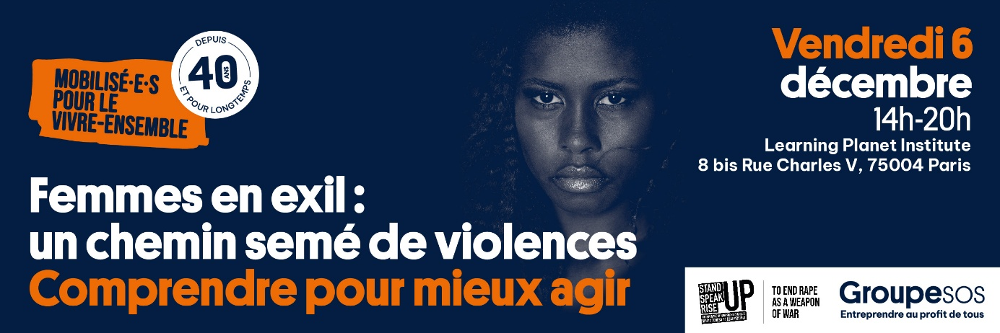 MOBILISÉ·E·S
POUR LE
VIVRE-ENSEMBLE
DEPUIS
40
ANS
ET POUR LONGTEMPS
Vendredi 6
décembre
14h-20h
Learning Planet Institute
8 bis Rue Charles V, 75004 Paris
Femmes en exil :
un chemin semé de violences
Comprendre pour mieux agir
STAND
SPEAK
RISE
UP
TO END RAPE
AS A WEAPON
OF WAR
GroupeSOS
Entreprendre au profit de tous